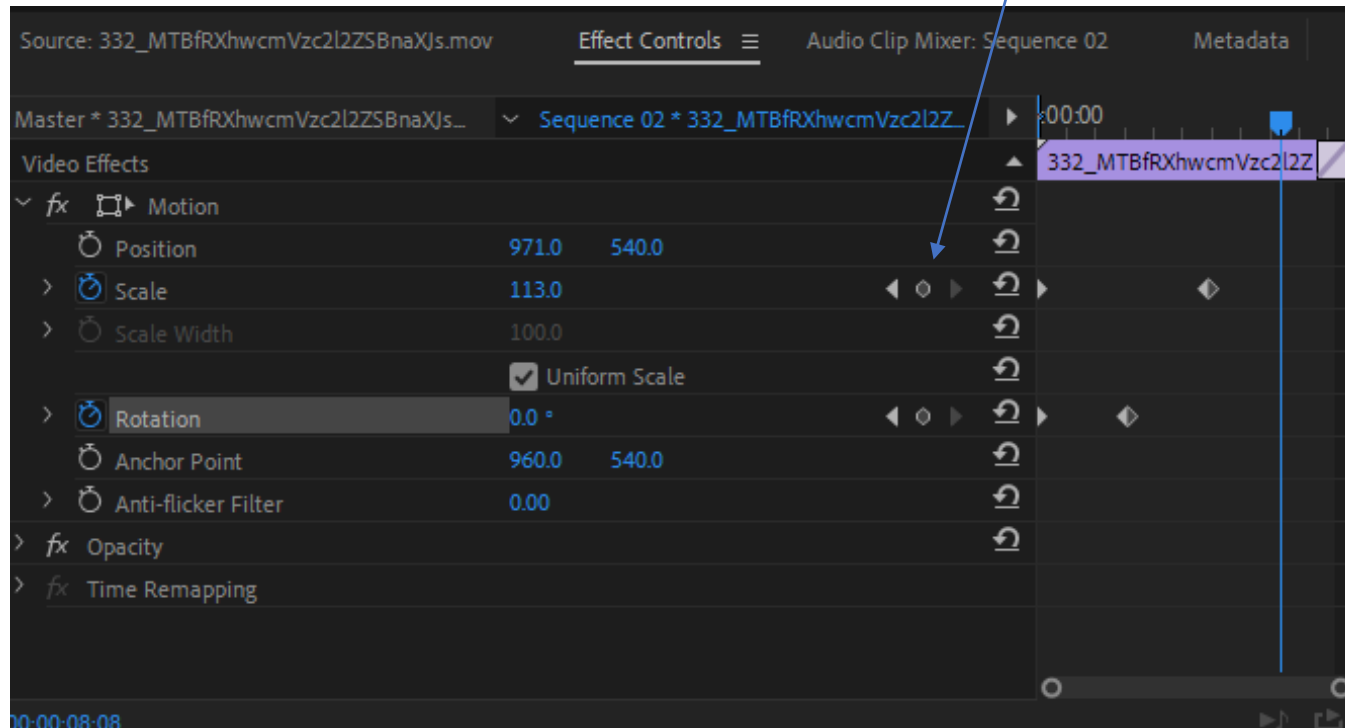 Source: 332_MTBfRXhwcmVzc2l2ZSBnaXJs.mov Effect Controls Audio Clip Mixer: Sequence 02 Metadata
Master * 332_MTBfRXhwcmVzc2l2ZSBnaXJs... Sequence 02 * 332_MTBfRXhwcmVzc2l2Z... :00:00
Video Effects 332_MTBfRXhwcmVzc2l2Z
fx Motion
Position 971.0 540.0
Scale 113.0
Scale Width 100.0
Uniform Scale
Rotation 0.0 °
Anchor Point 960.0 540.0
Anti-flicker Filter 0.00
fx Opacity
fx Time Remapping
00:00:08:08